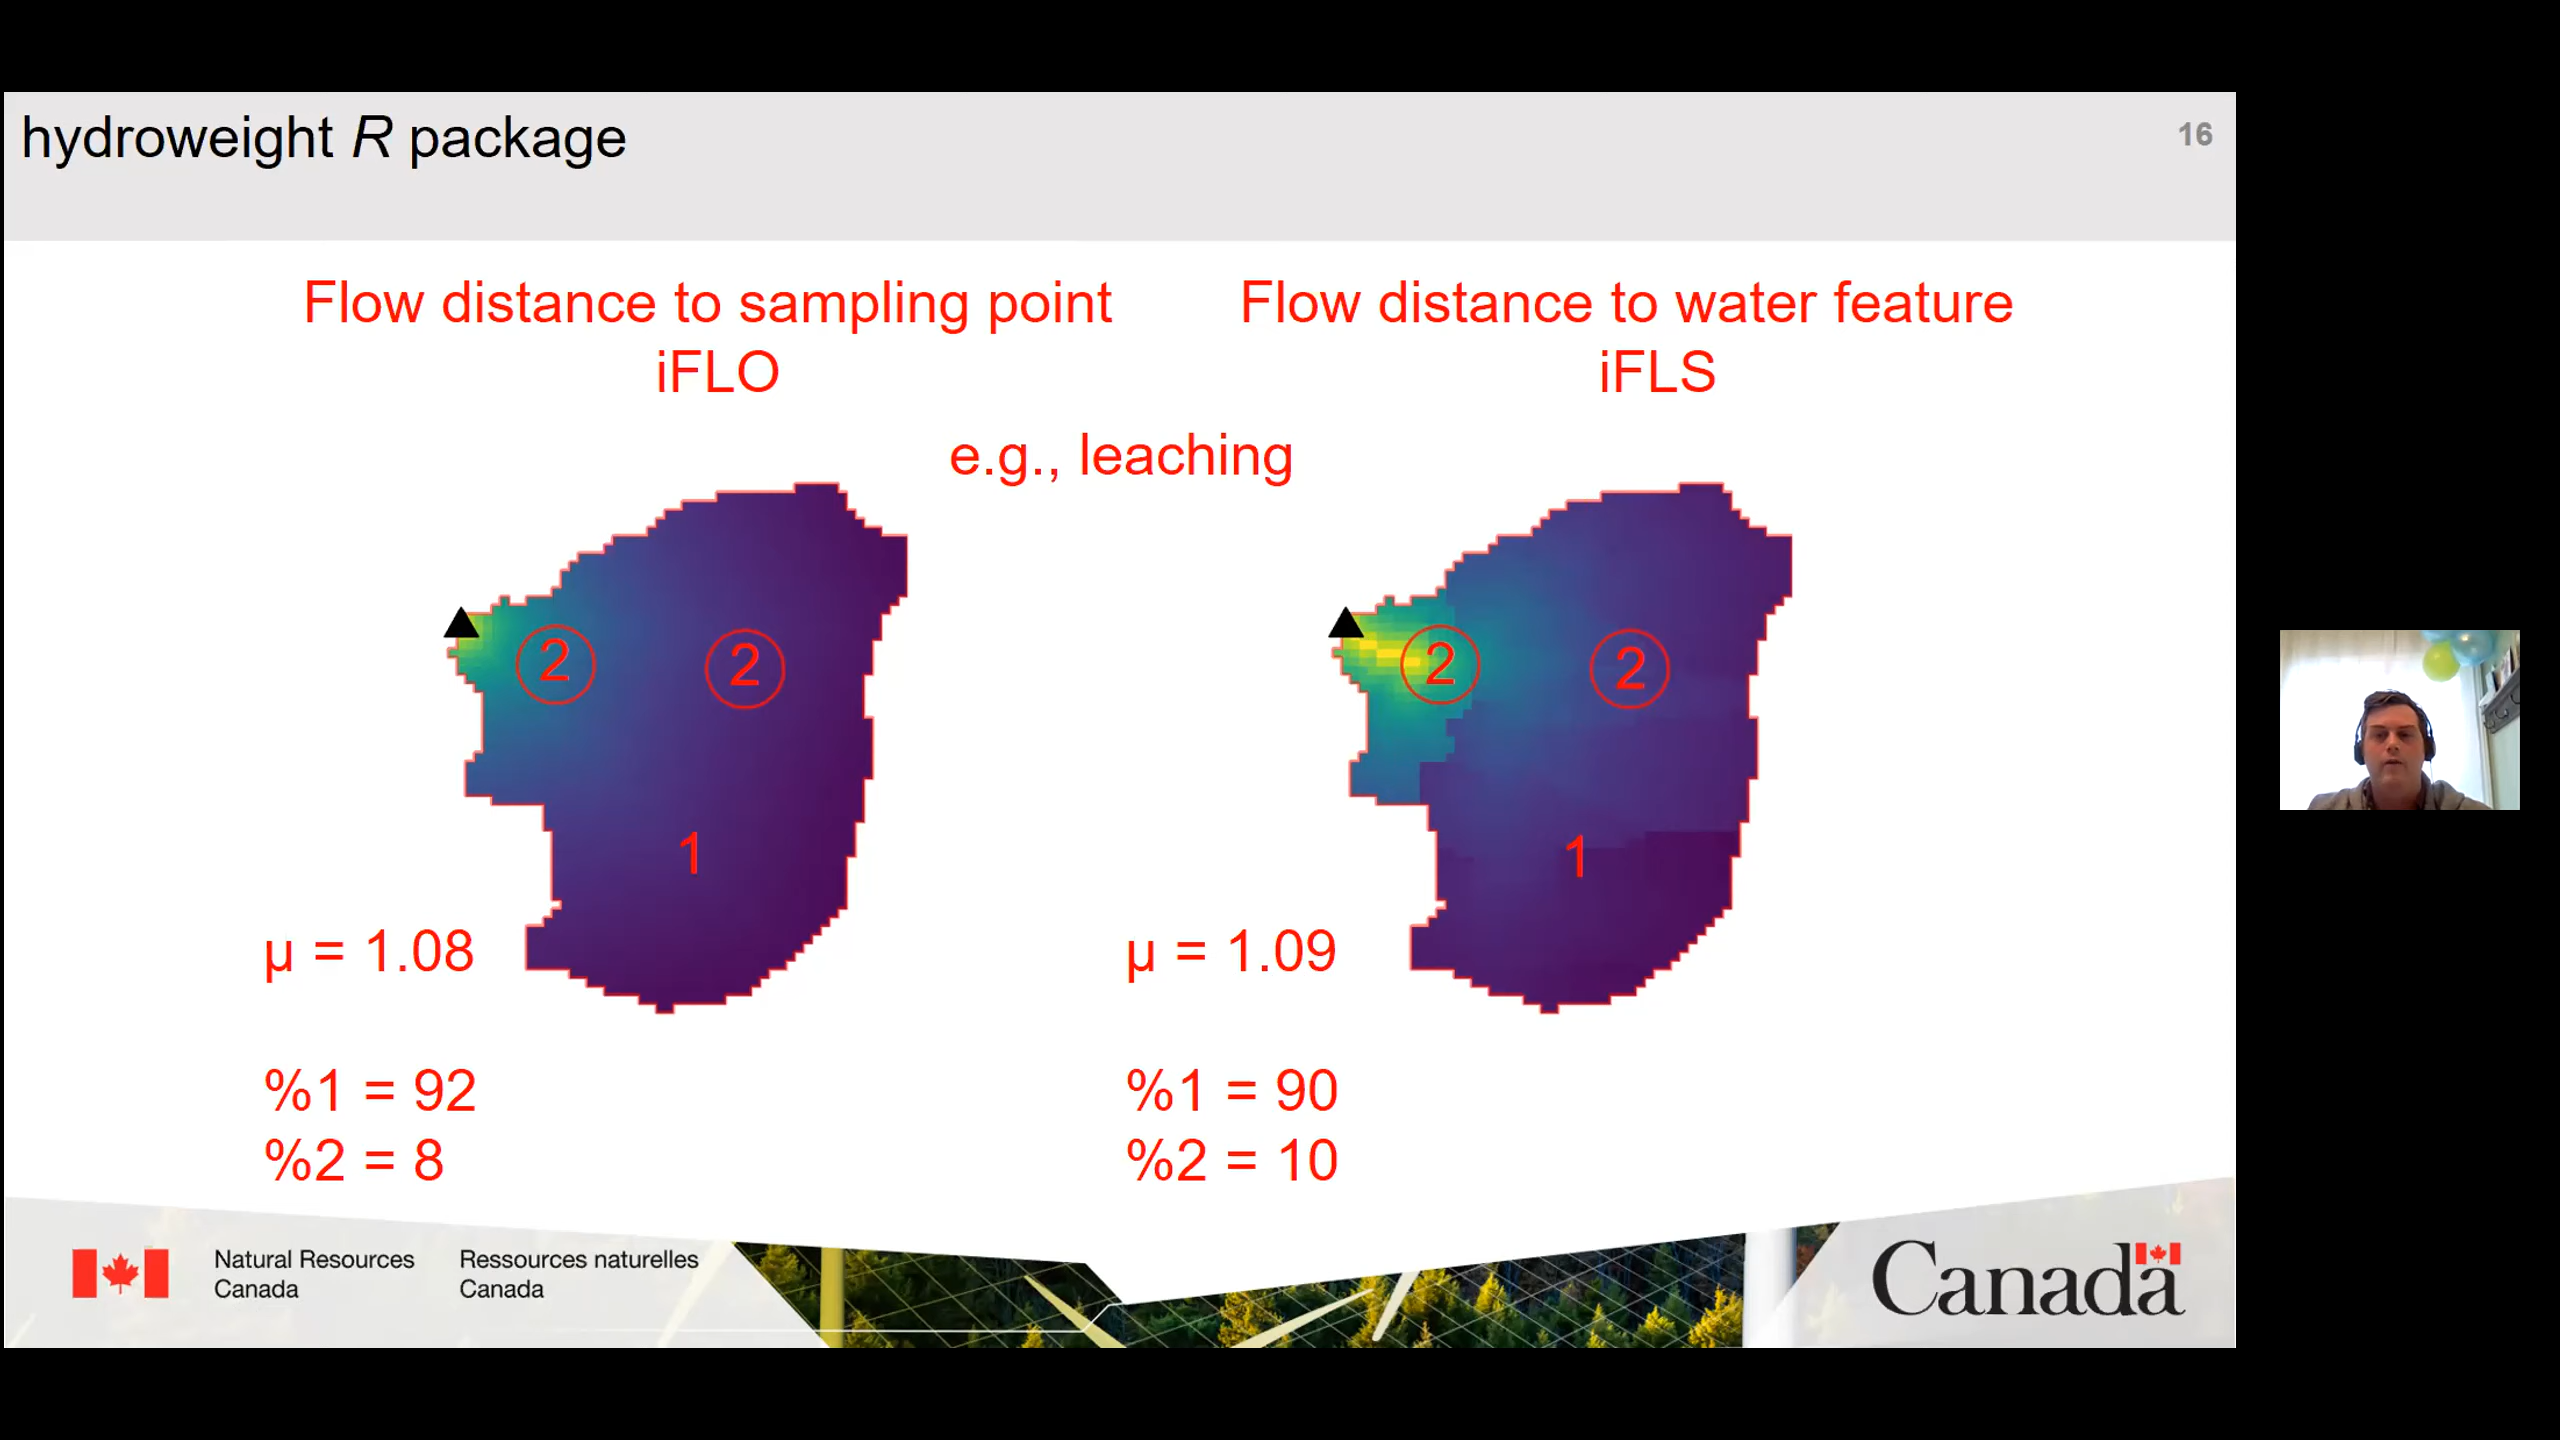 hydroweight R package
16
Flow distance to sampling point
iFLO
Flow distance to water feature
iFLS
e.g., leaching
2
2
1
µ = 1.08
%1 = 92
%2 = 8
2
2
1
µ = 1.09
%1 = 90
%2 = 10
Natural Resources
Canada
Ressources naturelles
Canada
Canada